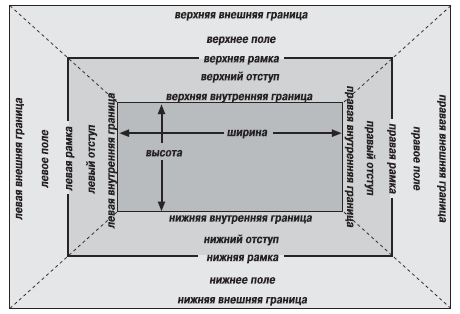 верхняя внешняя граница
верхнее поле
верхняя рамка
верхний отступ
верхняя внутренняя граница
левая внешняя граница
левое поле
левая рамка
левый отступ
левая внутренняя граница
ширина
высота
правая внутренняя граница
правый отступ
правая рамка
правое поле
правая внешняя граница
нижняя внутренняя граница
нижний отступ
нижняя рамка
нижнее поле
нижняя внешняя граница